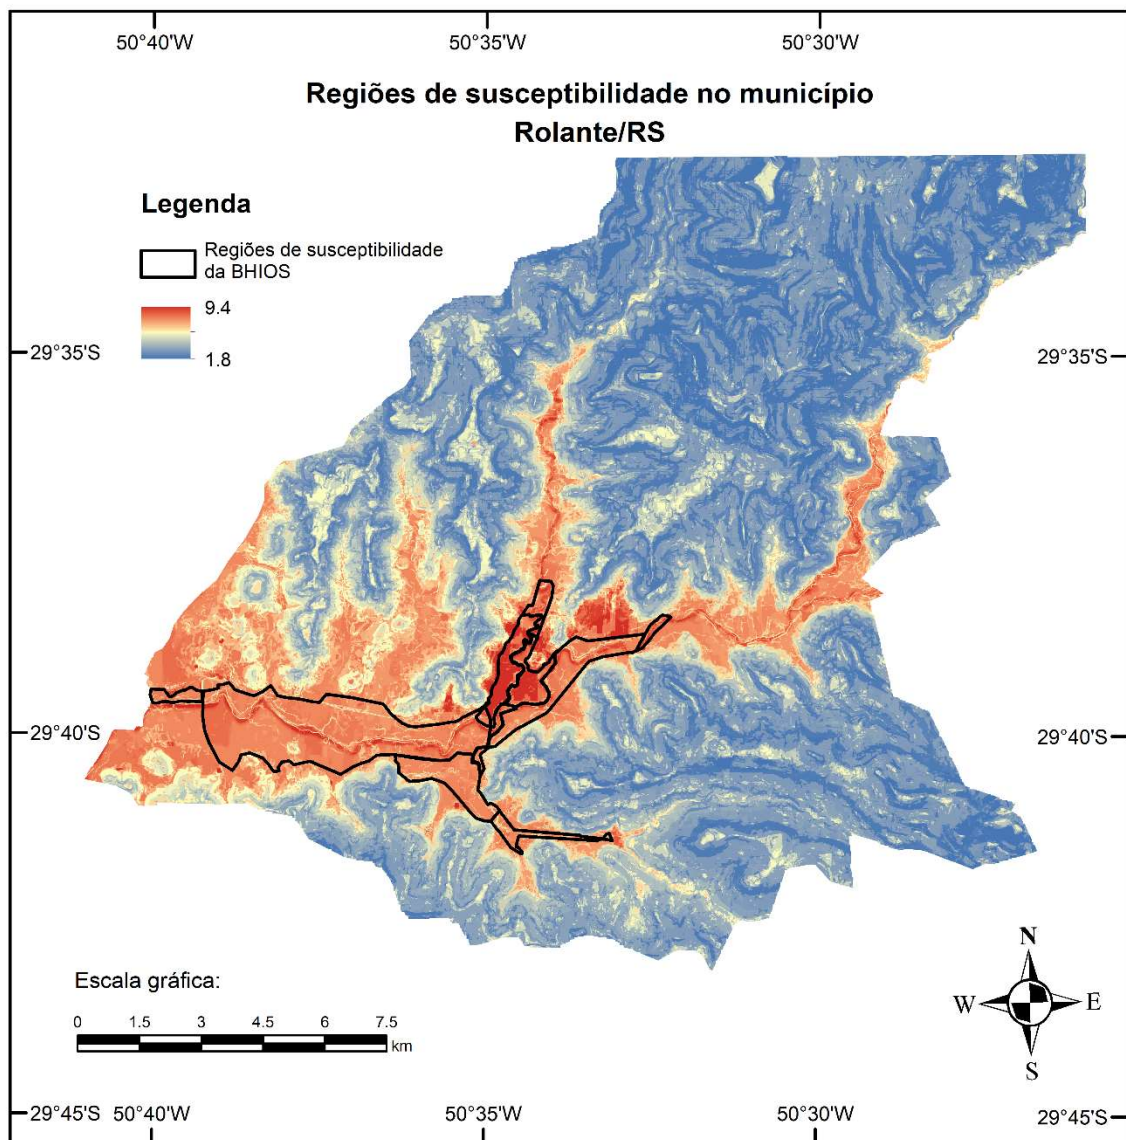 50°40'W 50°35'W 50°30'W
Regiões de susceptibilidade no município
Rolante/RS
Legenda
Regiões de susceptibilidade
da BHIOS
9.4
1.8
29°35'S 29°35'S
29°40'S 29°40'S
N
W E
S
Escala gráfica:
0 1.5 3 4.5 6 7.5
km
29°45'S 50°40'W 50°35'W 50°30'W 29°45'S